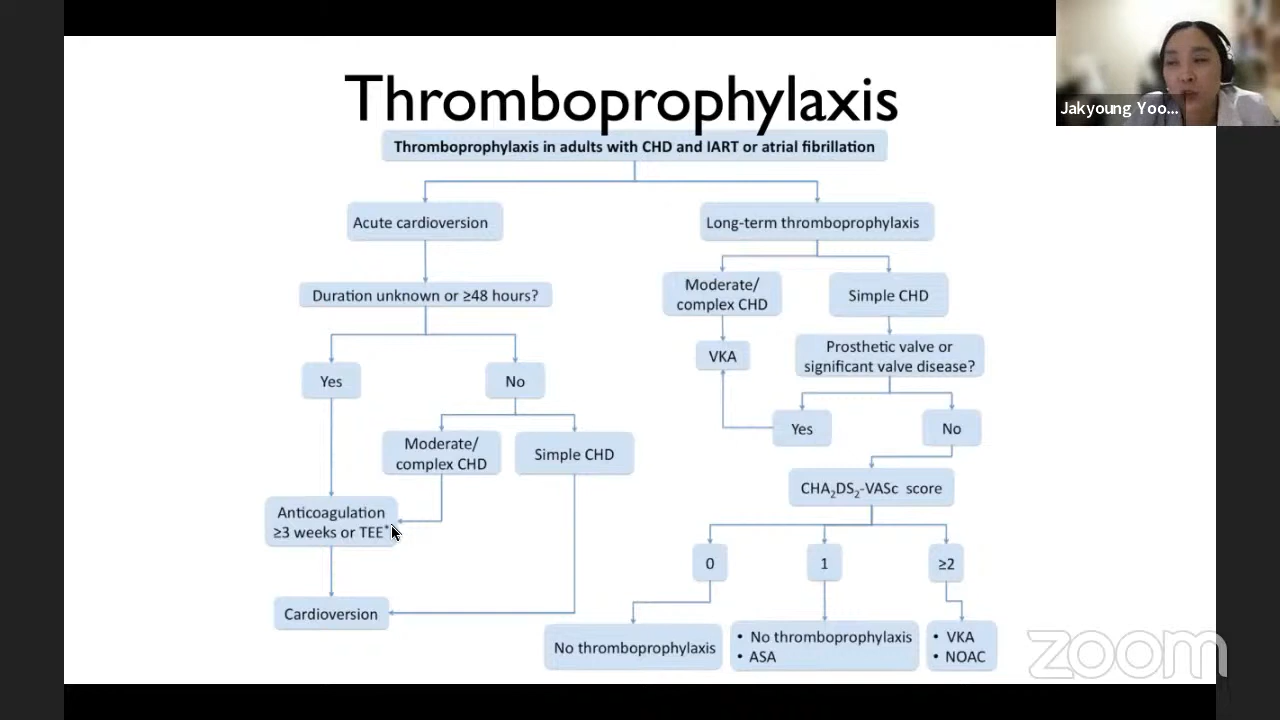 Thromboprophylaxis
Jakyoung Yoo...
Thromboprophylaxis in adults with CHD and IART or atrial fibrillation
Acute cardioversion
Duration unknown or ≥48 hours?
Yes
No
Moderate/
complex CHD
Simple CHD
Anticoagulation
≥3 weeks or TEE*
Cardioversion
Long-term thromboprophylaxis
Moderate/
complex CHD
Simple CHD
VKA
Prosthetic valve or
significant valve disease?
Yes
No
CHA₂DS₂-VASc score
0
1
≥2
No thromboprophylaxis
• No thromboprophylaxis
• ASA
• VKA
• NOAC
zoom